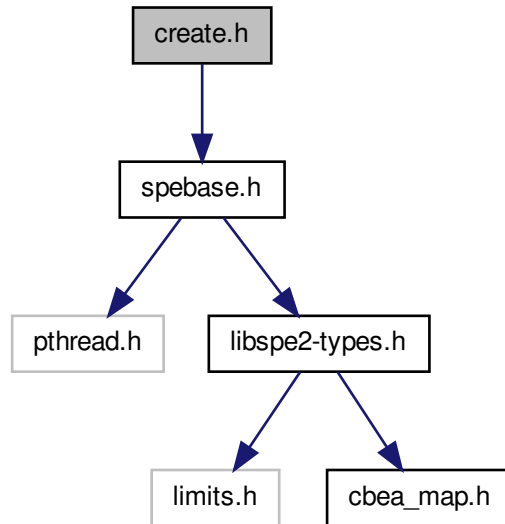 create.h
spebase.h
pthread.h
libspe2-types.h
limits.h
cbea_map.h